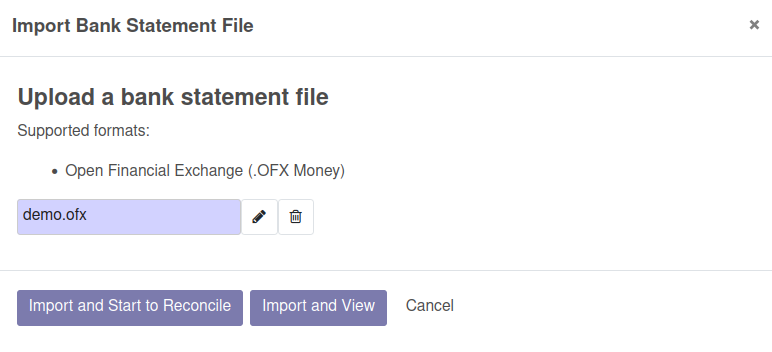 Import Bank Statement File
×
Upload a bank statement file
Supported formats:
• Open Financial Exchange (.OFX Money)
demo.ofx
Import and Start to Reconcile Import and View Cancel